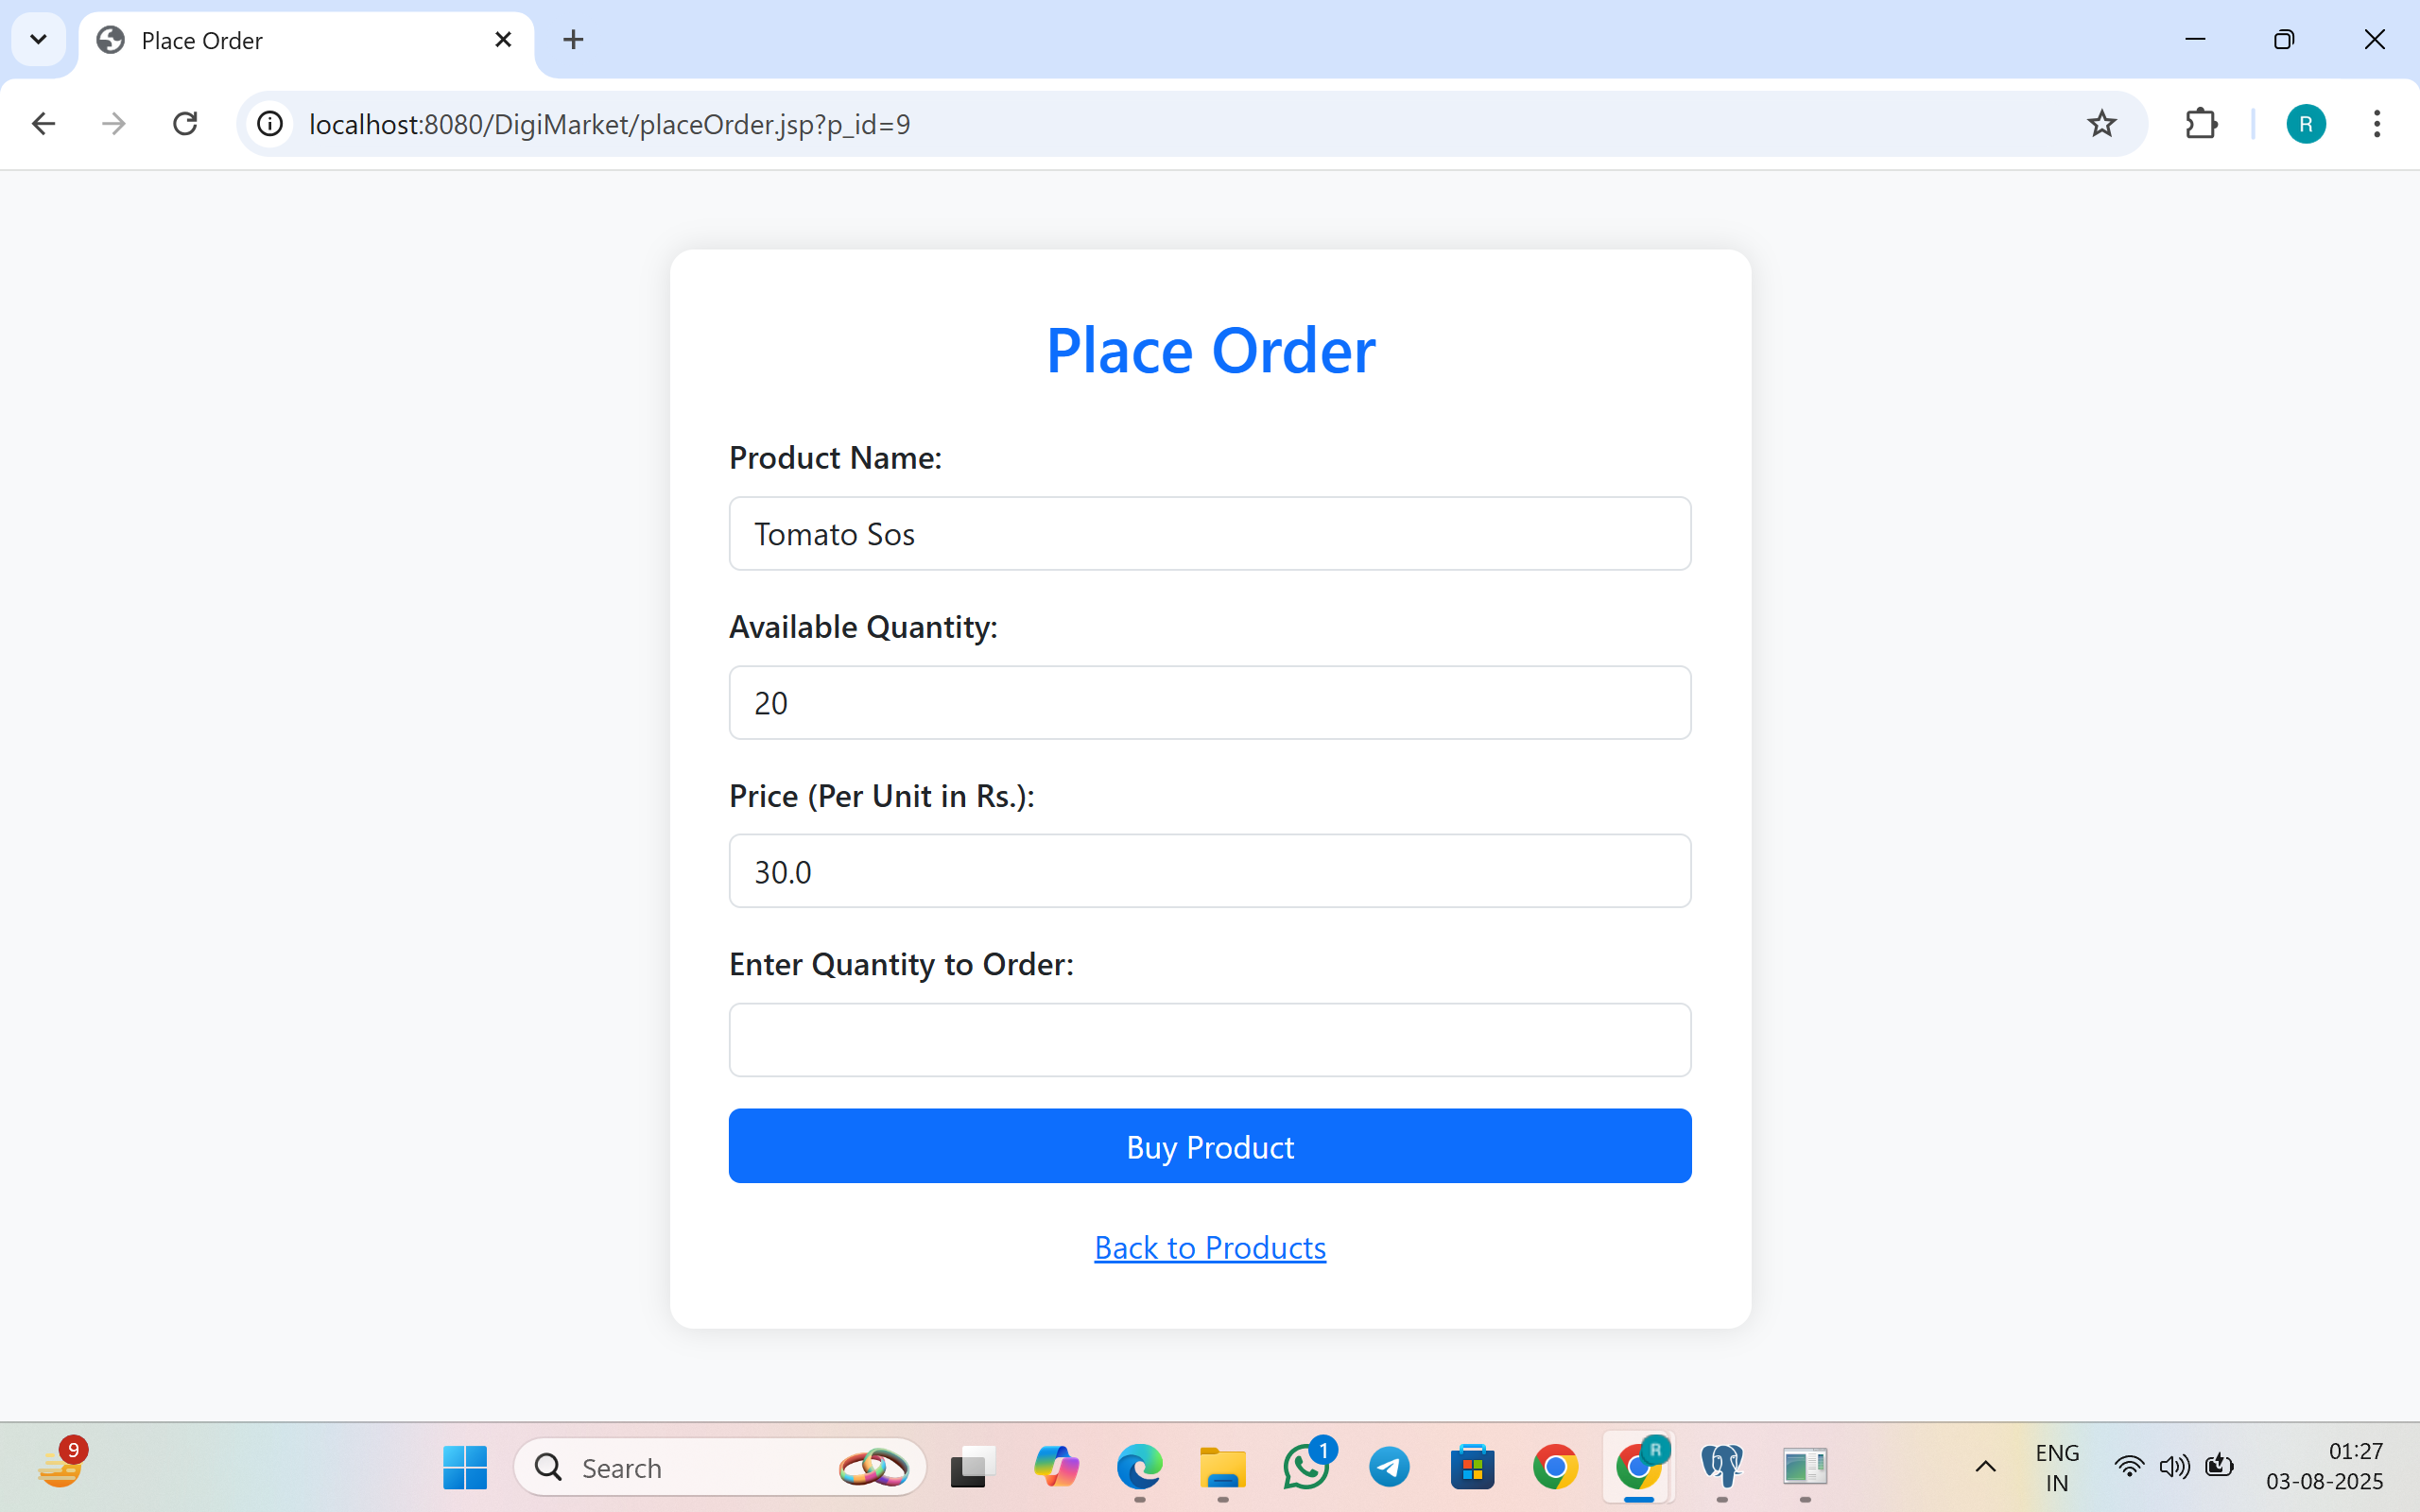 Place Order
localhost:8080/DigiMarket/placeOrder.jsp?p_id=9
R
Place Order
Product Name:
Tomato Sos
Available Quantity:
20
Price (Per Unit in Rs.):
30.0
Enter Quantity to Order:
Buy Product
Back to Products
9
Search
1
R
ENG
IN
01:27
03-08-2025